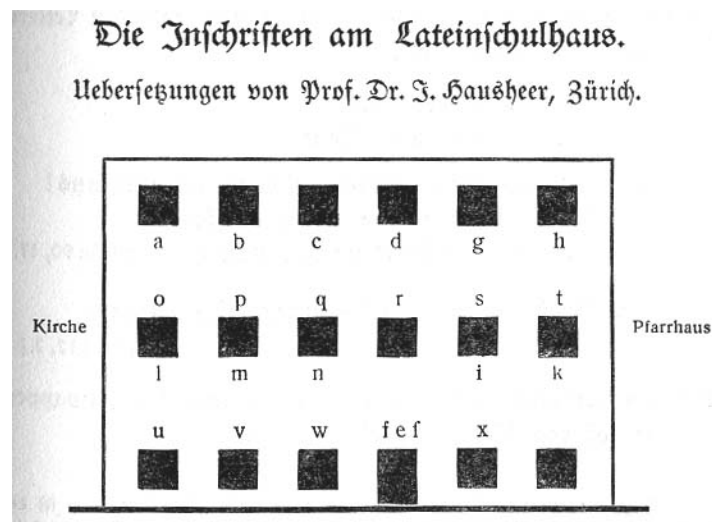 Die Inſchriften am Lateinſchulhaus.
Ueberſetzungen von Prof. Dr. J. Hausheer, Zürich.
a b c d g h
o p q r s t
Kirche Pfarrhaus
l m n i k
u v w f e ſ x